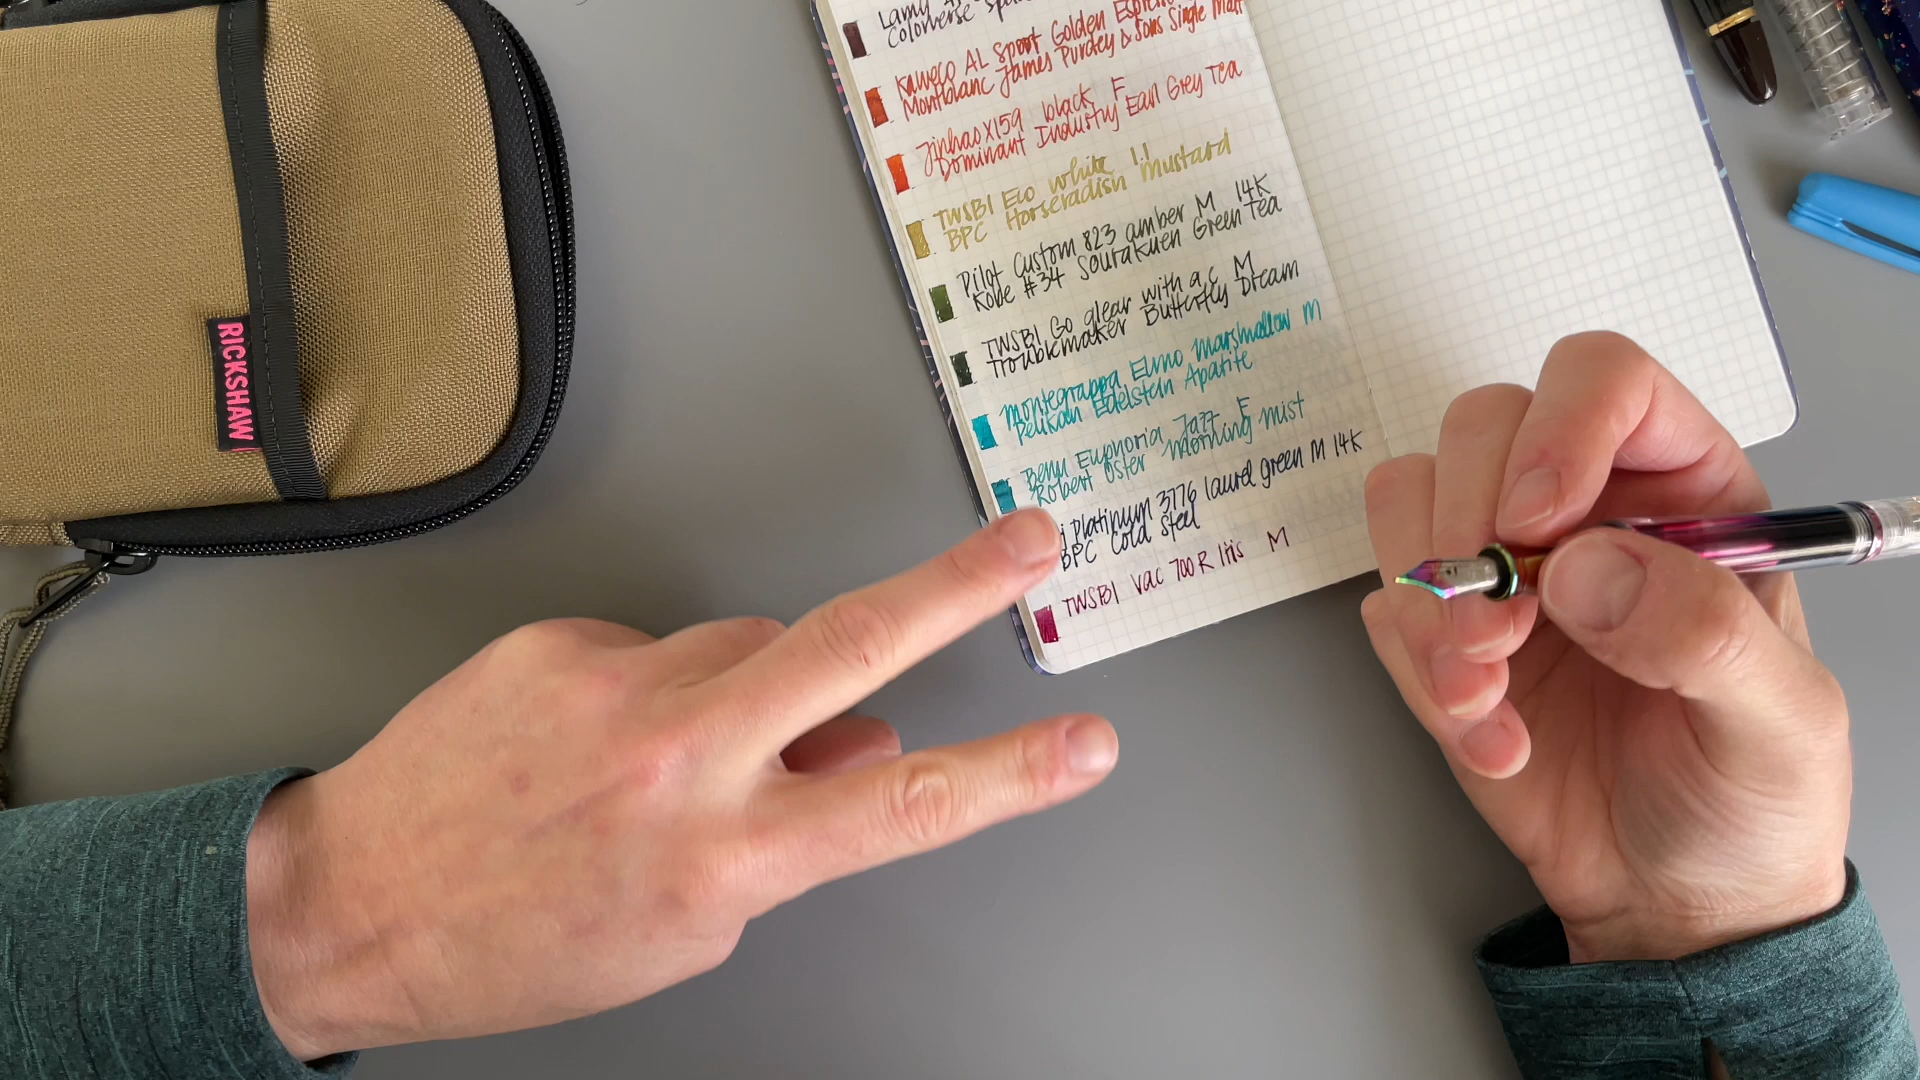 RICKSHAW
Lamy
Colorverse
Kaweco AL Sport Golden Espresso
Montblanc James Purdey & Sons Single Malt
Jinhao X159 black F
Dominant Industry Earl Grey Tea
TWSBI Eco white 1.1
BPC Horseradish Mustard
Pilot Custom 823 amber M 14K
Kobe #34 Sourakuen Green Tea
TWSBI Go clear with a.c M
Troublemaker Butterfly Dream
Montegrappa Elmo Marshmallow M
Pelikan Edelstein Apatite
Benu Euphoria Jazz F
Robert Oster Morning Mist
Platinum 3776 laurel green M 14K
BPC Cold Steel
TWSBI Vac 700R Iris M